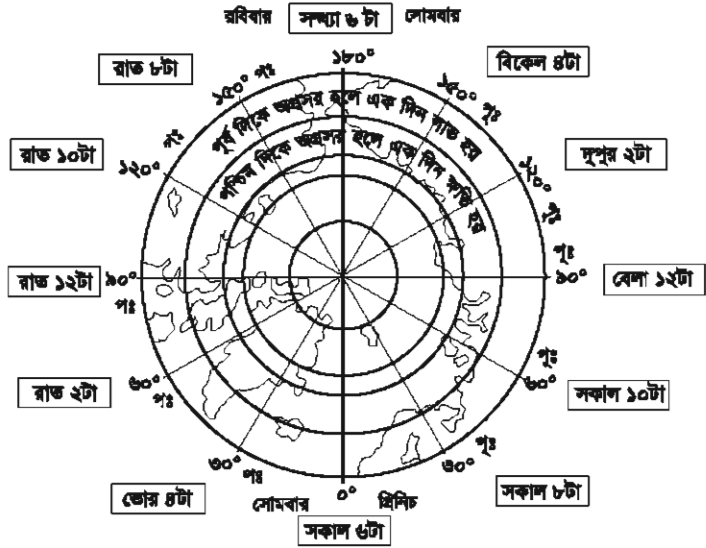 রবিবার সন্ধ্যা ৬ টা সোমবার
রাত ৮টা ১৫০° পঃ ১৮০° ১৫০° পূঃ বিকেল ৪টা
পূর্ব দিকে অগ্রসর হলে এক দিন লাভ হয়
পশ্চিম দিকে অগ্রসর হলে এক দিন ক্ষতি হয়
রাত ১০টা ১২০° পঃ ১২০° পূঃ দুপুর ২টা
রাত ১২টা ৯০° পঃ ৯০° পূঃ বেলা ১২টা
রাত ২টা ৬০° পঃ ৬০° পূঃ সকাল ১০টা
ভোর ৪টা ৩০° পঃ ৩০° পূঃ সকাল ৮টা
সোমবার ০° গ্রিনিচ
সকাল ৬টা